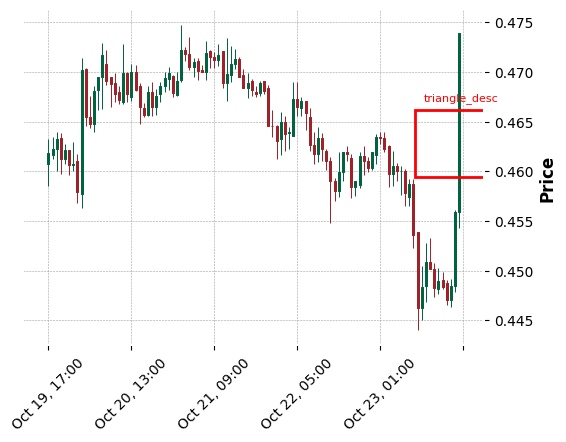 0.475
0.470
triangle_desc
0.465
0.460
Price
0.455
0.450
0.445
Oct 19, 17:00
Oct 20, 13:00
Oct 21, 09:00
Oct 22, 05:00
Oct 23, 01:00